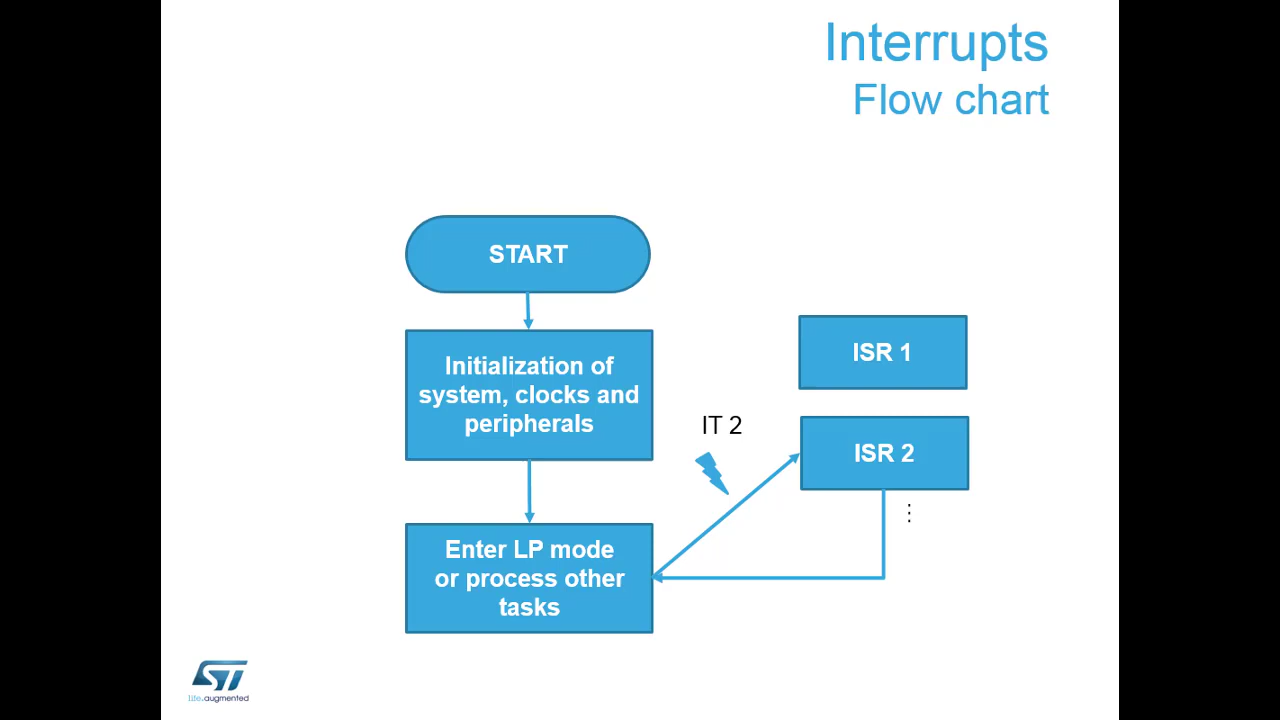 Interrupts
Flow chart
START
Initialization of
system, clocks and
peripherals
ISR 1
IT 2
ISR 2
⋮
Enter LP mode
or process other
tasks
ST
life.augmented